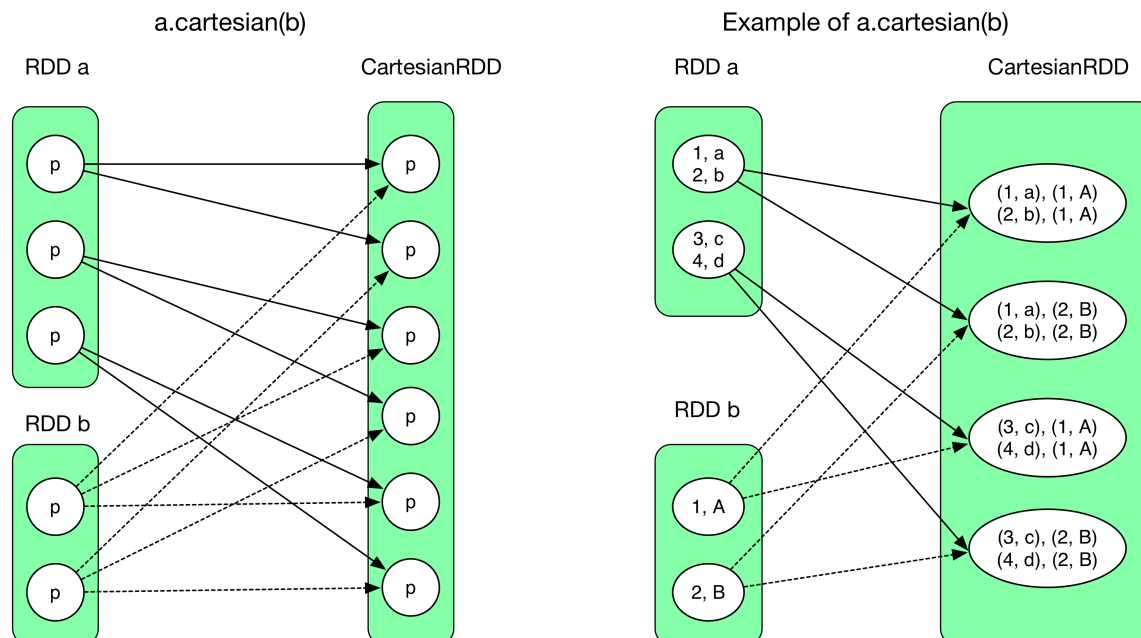 a.cartesian(b)
RDD a
CartesianRDD
p
p
p
p
p
p
p
p
p
RDD b
p
p
Example of a.cartesian(b)
RDD a
CartesianRDD
1, a
2, b
3, c
4, d
RDD b
1, A
2, B
(1, a), (1, A)
(2, b), (1, A)
(1, a), (2, B)
(2, b), (2, B)
(3, c), (1, A)
(4, d), (1, A)
(3, c), (2, B)
(4, d), (2, B)